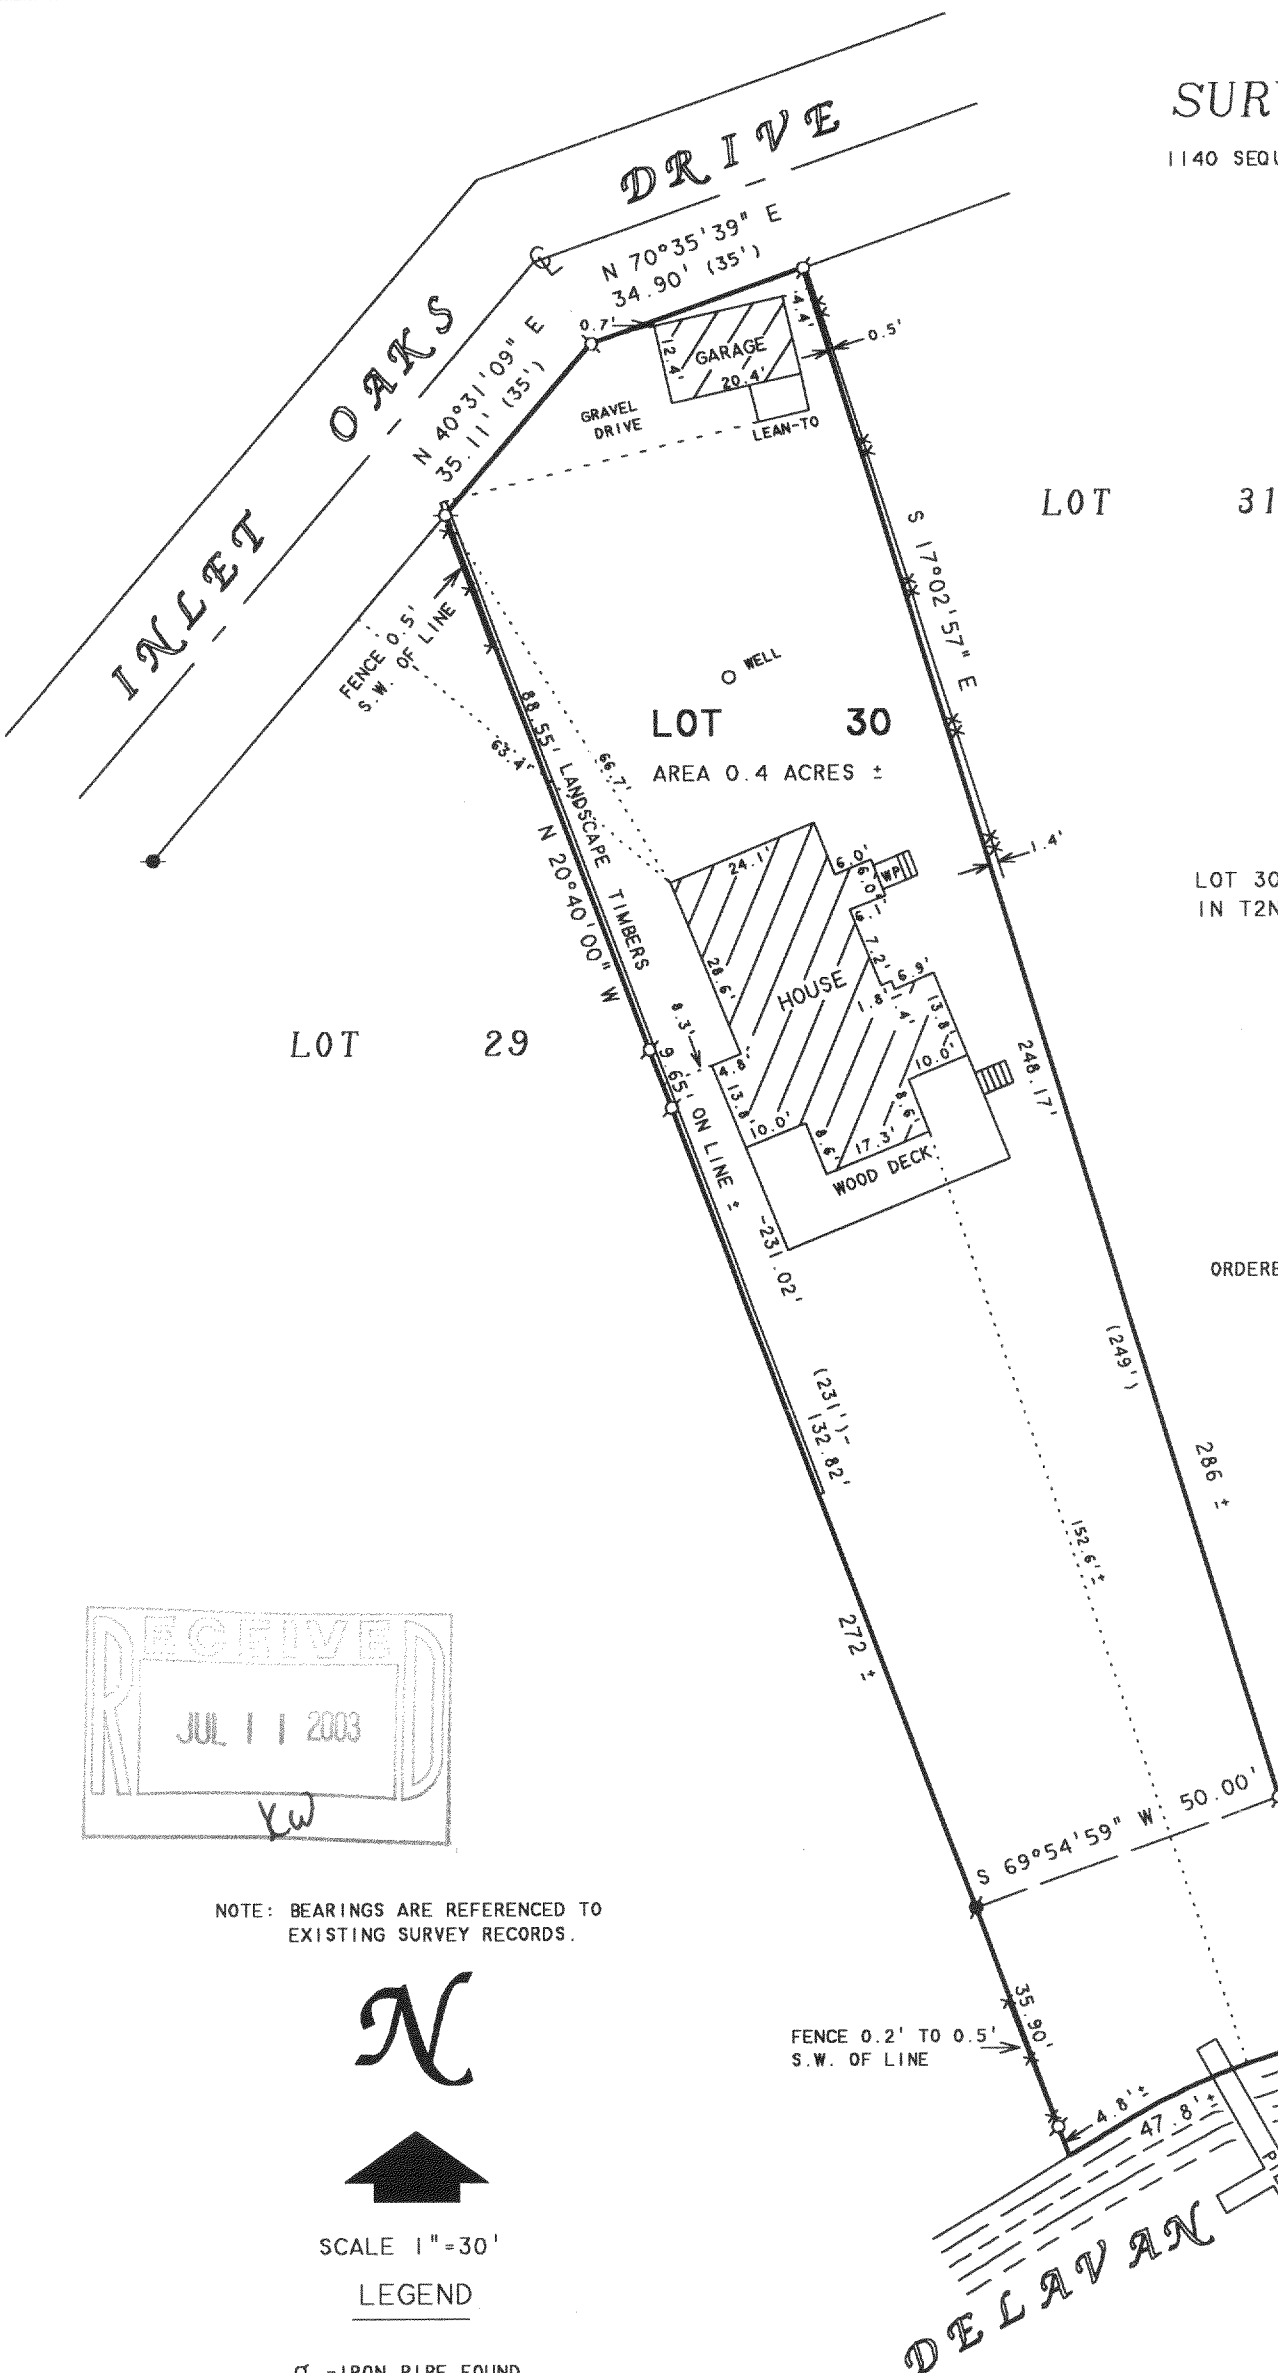 SUR
1140 SEQU
DRIVE
OAKS
INLET
N 70°35'39" E
34.90' (35')
N 40°31'09" E
35.11' (35')
0.7'
4.4'
0.5'
GARAGE
12.4'
20.4'
GRAVEL
DRIVE
LEAN-TO
LOT 31
S 17°02'57" E
FENCE 0.5'
S.W. OF LINE
WELL
LOT 30
AREA 0.4 ACRES ±
88.55' LANDSCAPE TIMBERS
63.4'
66.7'
N 20°40'00" W
1.4'
LOT 30
IN T2N
24.1'
6.0'
6.0'
WP
6.1'
7.2'
6.9'
28.6'
HOUSE
1.8'
1.4'
13.8'
LOT 29
8.3'
9.65' ON LINE ±
4.8'
13.8'
10.0'
10.0'
8.6'
8.6'
17.3'
WOOD DECK
248.17'
-231.02'
ORDERE
(249')
(231')-
132.82'
286 ±
152.6'±
272 ±
RECEIVED
JUL 11 2003
KW
S 69°54'59" W 50.00'
NOTE: BEARINGS ARE REFERENCED TO
EXISTING SURVEY RECORDS.
N
35.90'
FENCE 0.2' TO 0.5'
S.W. OF LINE
4.8'±
47.8'±
P
DELAVAN
SCALE 1"=30'
LEGEND
=IRON PIPE FOUND